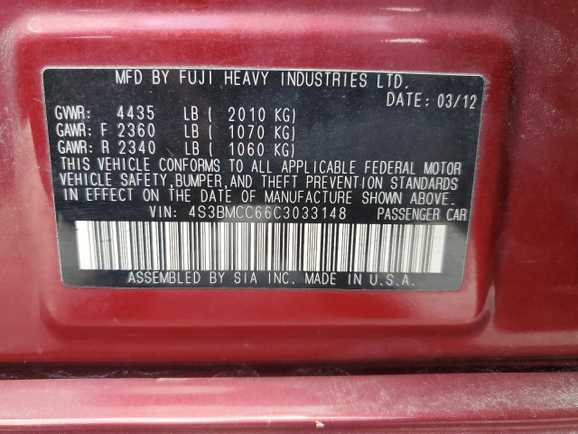 MFD BY FUJI HEAVY INDUSTRIES LTD.
DATE: 03/12
GVWR: 4435 LB ( 2010 KG)
GAWR: F 2360 LB ( 1070 KG)
GAWR: R 2340 LB ( 1060 KG)
THIS VEHICLE CONFORMS TO ALL APPLICABLE FEDERAL MOTOR
VEHICLE SAFETY, BUMPER, AND THEFT PREVENTION STANDARDS
IN EFFECT ON THE DATE OF MANUFACTURE SHOWN ABOVE.
VIN: 4S3BMCC66C3033148 PASSENGER CAR
ASSEMBLED BY SIA INC. MADE IN U.S.A.